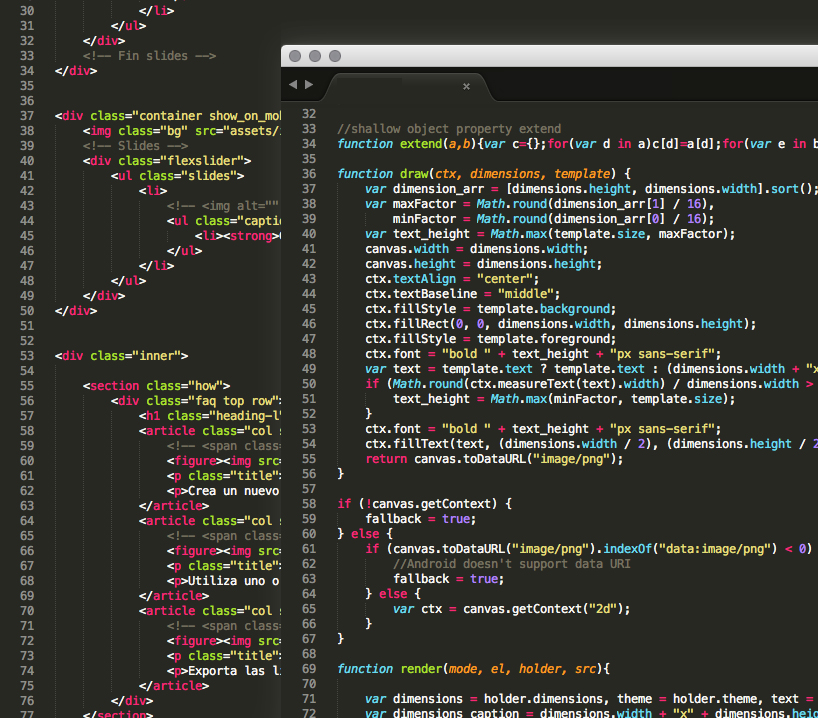 30 </li>
31 </ul>
32 </div>
33 <!-- Fin slides -->
34 </div>
35
36
37 <div class="container show_on_mob
38 <img class="bg" src="assets/
39 <!-- Slides -->
40 <div class="flexslider">
41 <ul class="slides">
42 <li>
43 <!-- <img alt=""
44 <ul class="capti
45 <li><strong>
46 </ul>
47 </li>
48 </ul>
49 </div>
50 </div>
51
52
53 <div class="inner">
54
55 <section class="how">
56 <div class="faq top row">
57 <h1 class="heading-l
58 <article class="col
59 <!-- <span class=
60 <figure><img src=
61 <p class="title">
62 <p>Crea un nuevo
63 </article>
64 <article class="col
65 <!-- <span class=
66 <figure><img src=
67 <p class="title">
68 <p>Utiliza uno o
69 </article>
70 <article class="col
71 <!-- <span class=
72 <figure><img src=
73 <p class="title">
74 <p>Exporta las li
75 </article>
76 </div>
77 </section>
32
33 //shallow object property extend
34 function extend(a,b){var c={};for(var d in a)c[d]=a[d];for(var e in b
35
36 function draw(ctx, dimensions, template) {
37 var dimension_arr = [dimensions.height, dimensions.width].sort();
38 var maxFactor = Math.round(dimension_arr[1] / 16),
39 minFactor = Math.round(dimension_arr[0] / 16);
40 var text_height = Math.max(template.size, maxFactor);
41 canvas.width = dimensions.width;
42 canvas.height = dimensions.height;
43 ctx.textAlign = "center";
44 ctx.textBaseline = "middle";
45 ctx.fillStyle = template.background;
46 ctx.fillRect(0, 0, dimensions.width, dimensions.height);
47 ctx.fillStyle = template.foreground;
48 ctx.font = "bold " + text_height + "px sans-serif";
49 var text = template.text ? template.text : (dimensions.width + "x
50 if (Math.round(ctx.measureText(text).width) / dimensions.width >
51 text_height = Math.max(minFactor, template.size);
52 }
53 ctx.font = "bold " + text_height + "px sans-serif";
54 ctx.fillText(text, (dimensions.width / 2), (dimensions.height / 2
55 return canvas.toDataURL("image/png");
56 }
57
58 if (!canvas.getContext) {
59 fallback = true;
60 } else {
61 if (canvas.toDataURL("image/png").indexOf("data:image/png") < 0)
62 //Android doesn't support data URI
63 fallback = true;
64 } else {
65 var ctx = canvas.getContext("2d");
66 }
67 }
68
69 function render(mode, el, holder, src){
70
71 var dimensions = holder.dimensions, theme = holder.theme, text =
72 var dimensions_caption = dimensions.width + "x" + dimensions.heig